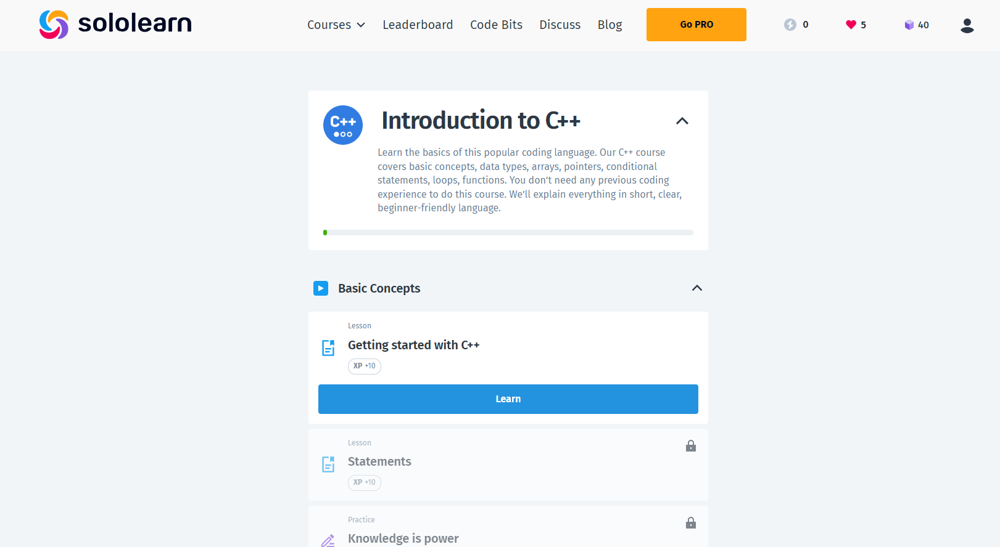 sololearn
Courses Leaderboard Code Bits Discuss Blog Go PRO 0 5 40
C++
Introduction to C++
Learn the basics of this popular coding language. Our C++ course
covers basic concepts, data types, arrays, pointers, conditional
statements, loops, functions. You don’t need any previous coding
experience to do this course. We’ll explain everything in short, clear,
beginner-friendly language.
Basic Concepts
Lesson
Getting started with C++
XP +10
Learn
Lesson
Statements
XP +10
Practice
Knowledge is power